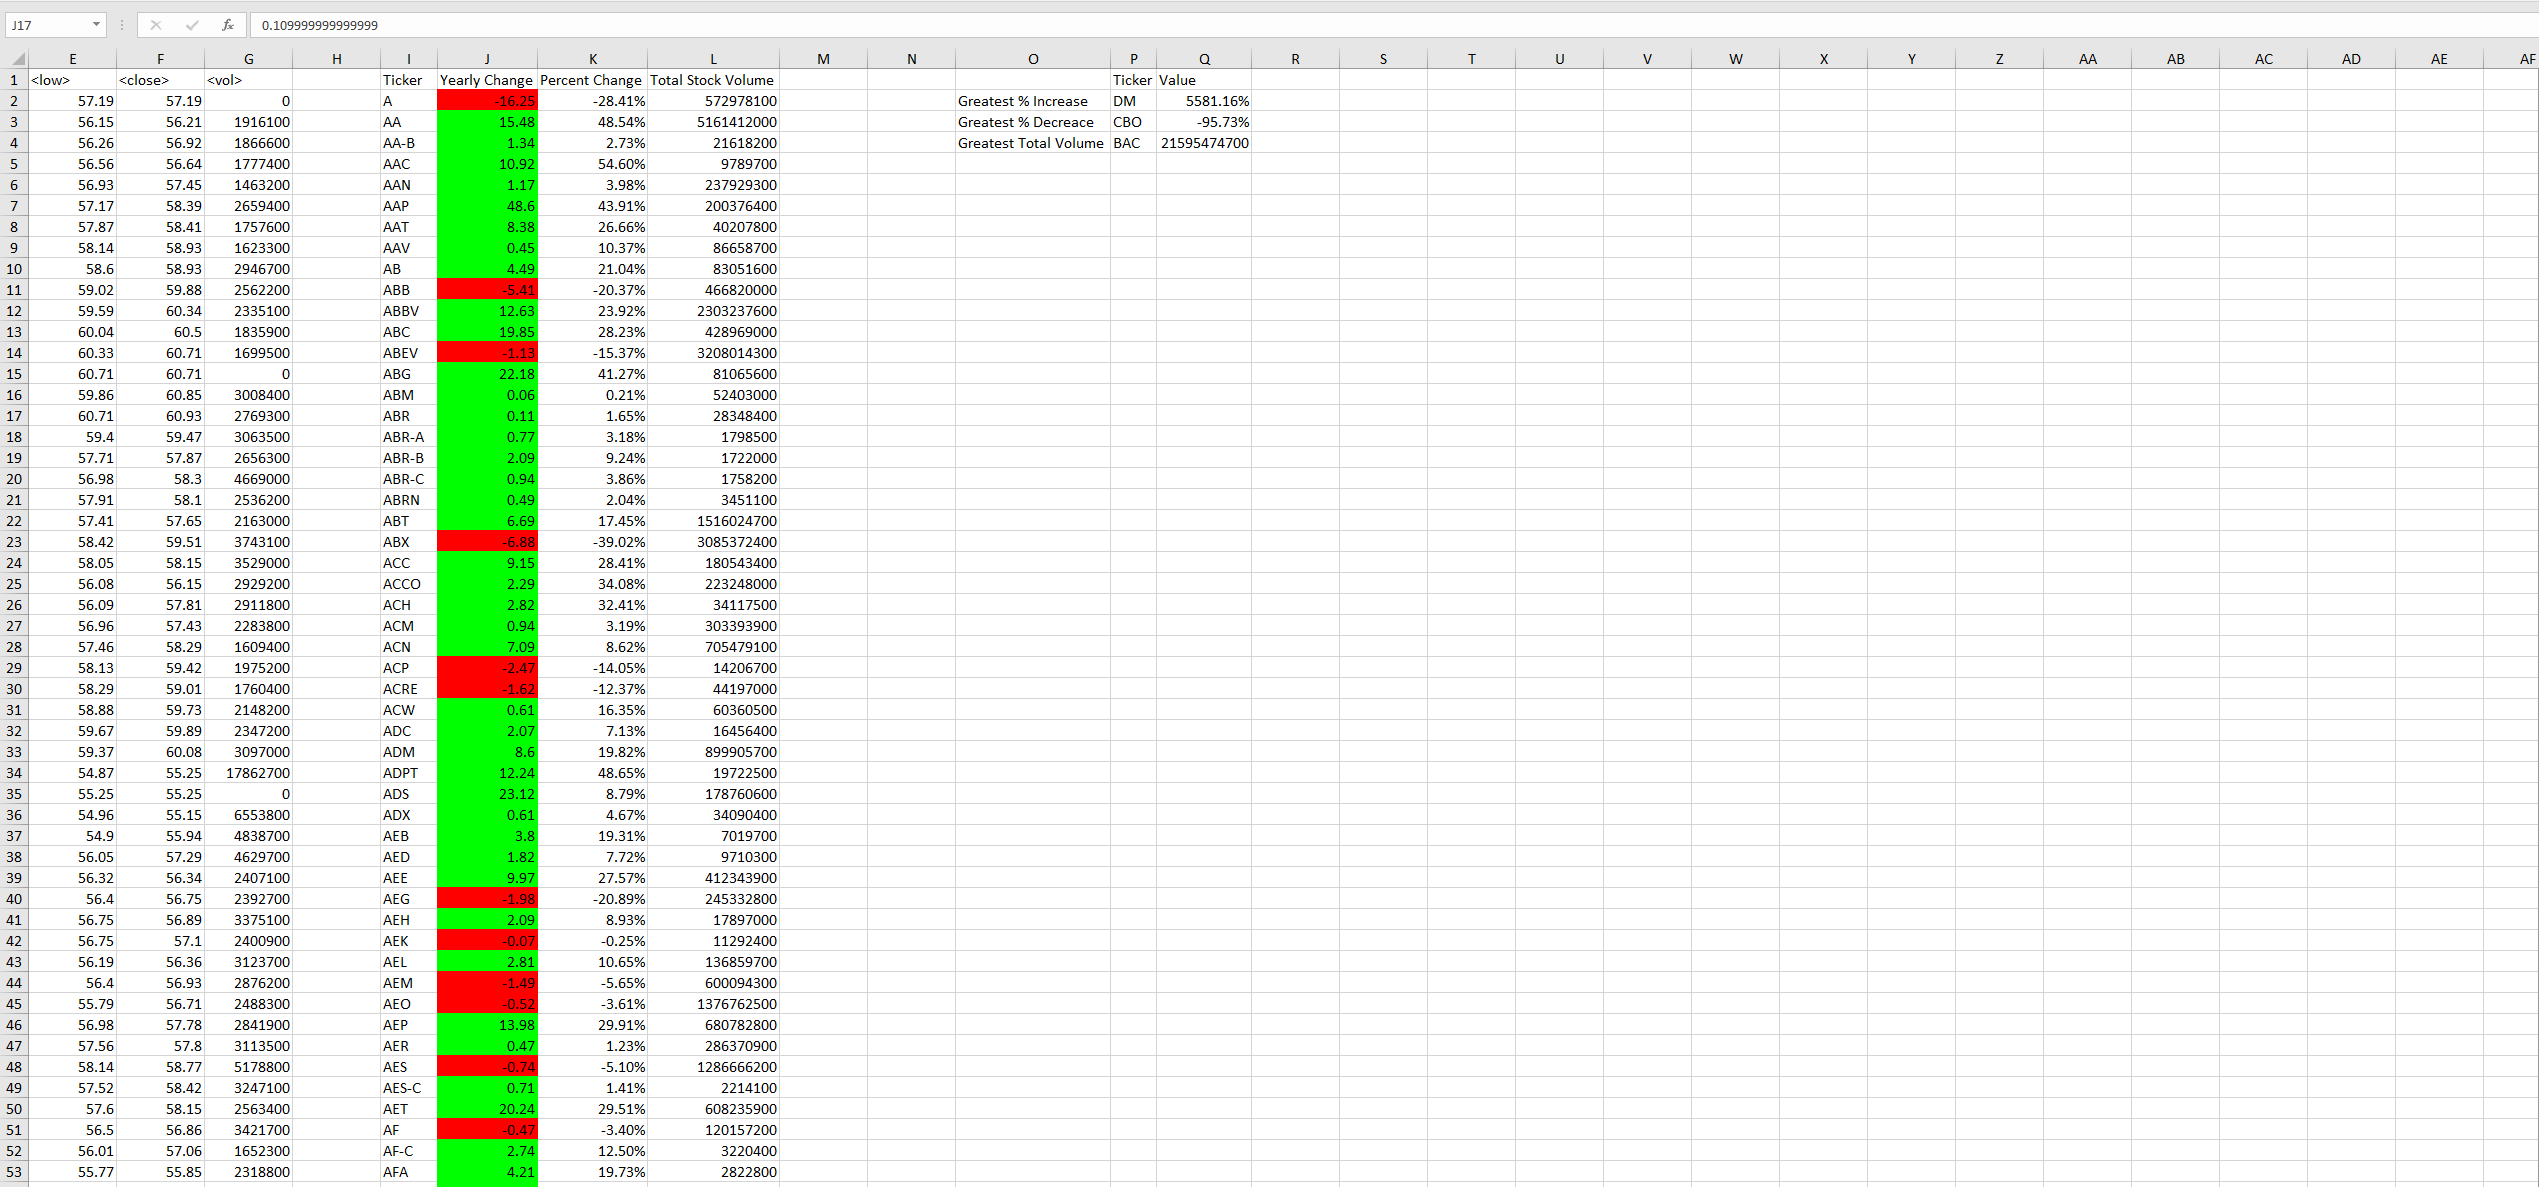 J17 fx 0.109999999999999
E F G H I J K L M N O P Q R S T U V W X Y Z AA AB AC AD AE AF
1 <low> <close> <vol> Ticker Yearly Change Percent Change Total Stock Volume Ticker Value
2 57.19 57.19 0 A -16.25 -28.41% 572978100 Greatest % Increase DM 5581.16%
3 56.15 56.21 1916100 AA 15.48 48.54% 5161412000 Greatest % Decreace CBO -95.73%
4 56.26 56.92 1866600 AA-B 1.34 2.73% 21618200 Greatest Total Volume BAC 21595474700
5 56.56 56.64 1777400 AAC 10.92 54.60% 9789700
6 56.93 57.45 1463200 AAN 1.17 3.98% 237929300
7 57.17 58.39 2659400 AAP 48.6 43.91% 200376400
8 57.87 58.41 1757600 AAT 8.38 26.66% 40207800
9 58.14 58.93 1623300 AAV 0.45 10.37% 86658700
10 58.6 58.93 2946700 AB 4.49 21.04% 83051600
11 59.02 59.88 2562200 ABB -5.41 -20.37% 466820000
12 59.59 60.34 2335100 ABBV 12.63 23.92% 2303237600
13 60.04 60.5 1835900 ABC 19.85 28.23% 428969000
14 60.33 60.71 1699500 ABEV -1.13 -15.37% 3208014300
15 60.71 60.71 0 ABG 22.18 41.27% 81065600
16 59.86 60.85 3008400 ABM 0.06 0.21% 52403000
17 60.71 60.93 2769300 ABR 0.11 1.65% 28348400
18 59.4 59.47 3063500 ABR-A 0.77 3.18% 1798500
19 57.71 57.87 2656300 ABR-B 2.09 9.24% 1722000
20 56.98 58.3 4669000 ABR-C 0.94 3.86% 1758200
21 57.91 58.1 2536200 ABRN 0.49 2.04% 3451100
22 57.41 57.65 2163000 ABT 6.69 17.45% 1516024700
23 58.42 59.51 3743100 ABX -6.88 -39.02% 3085372400
24 58.05 58.15 3529000 ACC 9.15 28.41% 180543400
25 56.08 56.15 2929200 ACCO 2.29 34.08% 223248000
26 56.09 57.81 2911800 ACH 2.82 32.41% 34117500
27 56.96 57.43 2283800 ACM 0.94 3.19% 303393900
28 57.46 58.29 1609400 ACN 7.09 8.62% 705479100
29 58.13 59.42 1975200 ACP -2.47 -14.05% 14206700
30 58.29 59.01 1760400 ACRE -1.62 -12.37% 44197000
31 58.88 59.73 2148200 ACW 0.61 16.35% 60360500
32 59.67 59.89 2347200 ADC 2.07 7.13% 16456400
33 59.37 60.08 3097000 ADM 8.6 19.82% 899905700
34 54.87 55.25 17862700 ADPT 12.24 48.65% 19722500
35 55.25 55.25 0 ADS 23.12 8.79% 178760600
36 54.96 55.15 6553800 ADX 0.61 4.67% 34090400
37 54.9 55.94 4838700 AEB 3.8 19.31% 7019700
38 56.05 57.29 4629700 AED 1.82 7.72% 9710300
39 56.32 56.34 2407100 AEE 9.97 27.57% 412343900
40 56.4 56.75 2392700 AEG -1.98 -20.89% 245332800
41 56.75 56.89 3375100 AEH 2.09 8.93% 17897000
42 56.75 57.1 2400900 AEK -0.07 -0.25% 11292400
43 56.19 56.36 3123700 AEL 2.81 10.65% 136859700
44 56.4 56.93 2876200 AEM -1.49 -5.65% 600094300
45 55.79 56.71 2488300 AEO -0.52 -3.61% 1376762500
46 56.98 57.78 2841900 AEP 13.98 29.91% 680782800
47 57.56 57.8 3113500 AER 0.47 1.23% 286370900
48 58.14 58.77 5178800 AES -0.74 -5.10% 1286666200
49 57.52 58.42 3247100 AES-C 0.71 1.41% 2214100
50 57.6 58.15 2563400 AET 20.24 29.51% 608235900
51 56.5 56.86 3421700 AF -0.47 -3.40% 120157200
52 56.01 57.06 1652300 AF-C 2.74 12.50% 3220400
53 55.77 55.85 2318800 AFA 4.21 19.73% 2822800